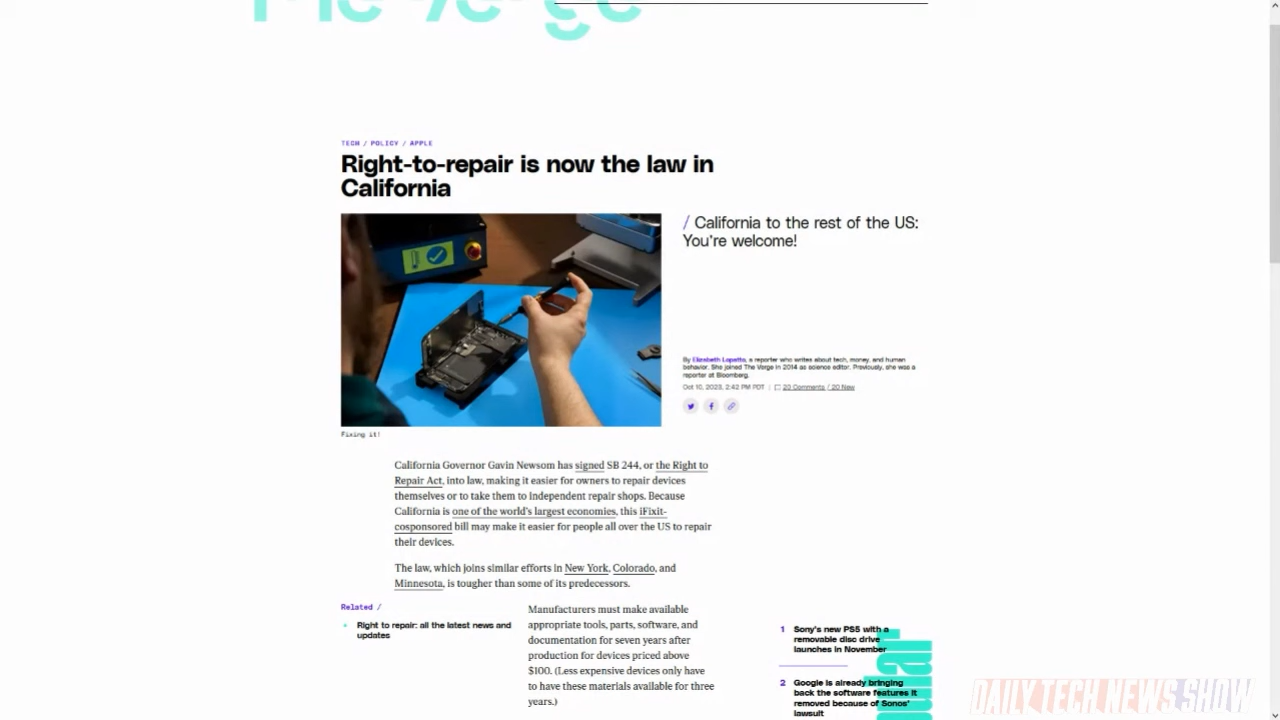 The Verge
TECH / POLICY / APPLE
Right-to-repair is now the law in
California
/ California to the rest of the US:
You're welcome!
By Elizabeth Lopatto, a reporter who writes about tech, money, and human
behavior. She joined The Verge in 2014 as science editor. Previously, she was a
reporter at Bloomberg.
Oct 10, 2023, 2:42 PM PDT | 20 Comments / 20 New
Fixing it!
California Governor Gavin Newsom has signed SB 244, or the Right to
Repair Act, into law, making it easier for owners to repair devices
themselves or to take them to independent repair shops. Because
California is one of the world's largest economies, this iFixit-
cosponsored bill may make it easier for people all over the US to repair
their devices.
The law, which joins similar efforts in New York, Colorado, and
Minnesota, is tougher than some of its predecessors.
Related /
Right to repair: all the latest news and
updates
Manufacturers must make available
appropriate tools, parts, software, and
documentation for seven years after
production for devices priced above
$100. (Less expensive devices only have
to have these materials available for three
years.)
1 Sony's new PS5 with a
removable disc drive
launches in November
2 Google is already bringing
back the software features it
removed because of Sonos'
lawsuit
DAILY TECH NEWS SHOW